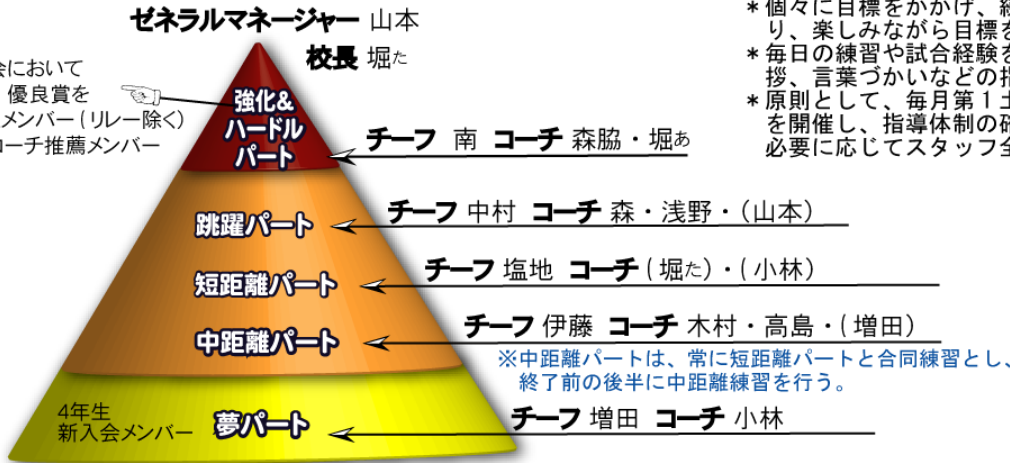 ゼネラルマネージャー 山本
校長 堀た
会において
優良賞を
メンバー(リレー除く)
コーチ推薦メンバー
＊個々に目標をかかげ、
り、楽しみながら目標を
＊毎日の練習や試合経験を
拶、言葉づかいなどの指
＊原則として、毎月第１土
を開催し、指導体制の確
必要に応じてスタッフ全
強化&
ハードル
パート
チーフ 南 コーチ 森脇・堀あ
跳躍パート
チーフ 中村 コーチ 森・浅野・(山本)
短距離パート
チーフ 塩地 コーチ (堀た)・(小林)
中距離パート
チーフ 伊藤 コーチ 木村・高島・(増田)
※中距離パートは、常に短距離パートと合同練習とし、
終了前の後半に中距離練習を行う。
4年生
新入会メンバー
夢パート
チーフ 増田 コーチ 小林